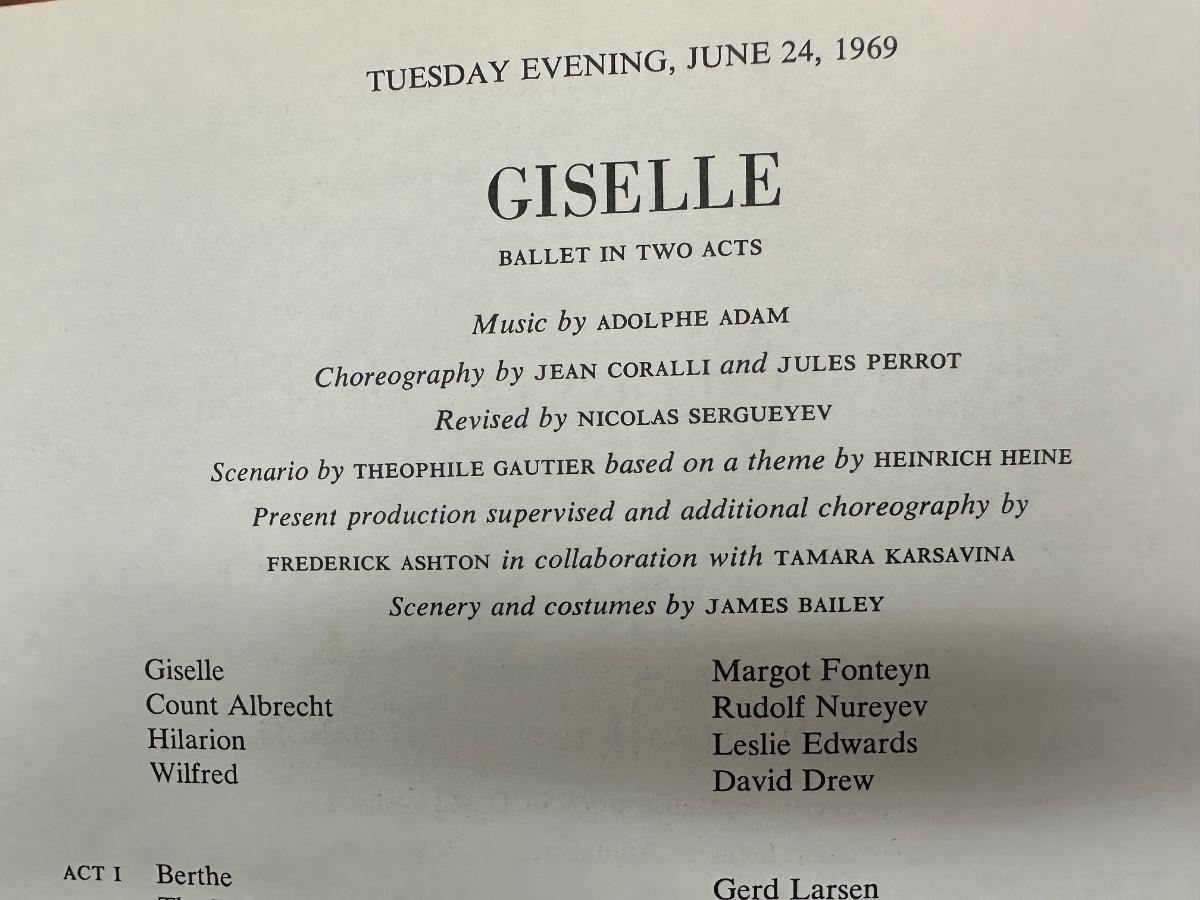 TUESDAY EVENING, JUNE 24, 1969
GISELLE
BALLET IN TWO ACTS
Music by ADOLPHE ADAM
Choreography by JEAN CORALLI and JULES PERROT
Revised by NICOLAS SERGUEYEV
Scenario by THEOPHILE GAUTIER based on a theme by HEINRICH HEINE
Present production supervised and additional choreography by
FREDERICK ASHTON in collaboration with TAMARA KARSAVINA
Scenery and costumes by JAMES BAILEY
Giselle Margot Fonteyn
Count Albrecht Rudolf Nureyev
Hilarion Leslie Edwards
Wilfred David Drew
ACT I Berthe Gerd Larsen